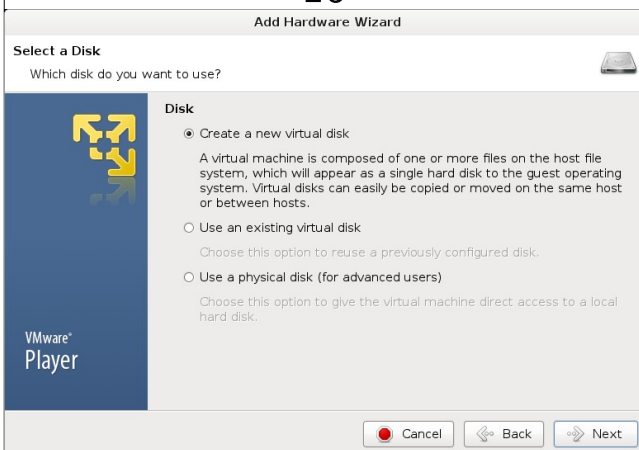 Add Hardware Wizard
Select a Disk
Which disk do you want to use?
Disk
Create a new virtual disk
A virtual machine is composed of one or more files on the host file
system, which will appear as a single hard disk to the guest operating
system. Virtual disks can easily be copied or moved on the same host
or between hosts.
Use an existing virtual disk
Choose this option to reuse a previously configured disk.
Use a physical disk (for advanced users)
Choose this option to give the virtual machine direct access to a local
hard disk.
VMware®
Player
Cancel
Back
Next